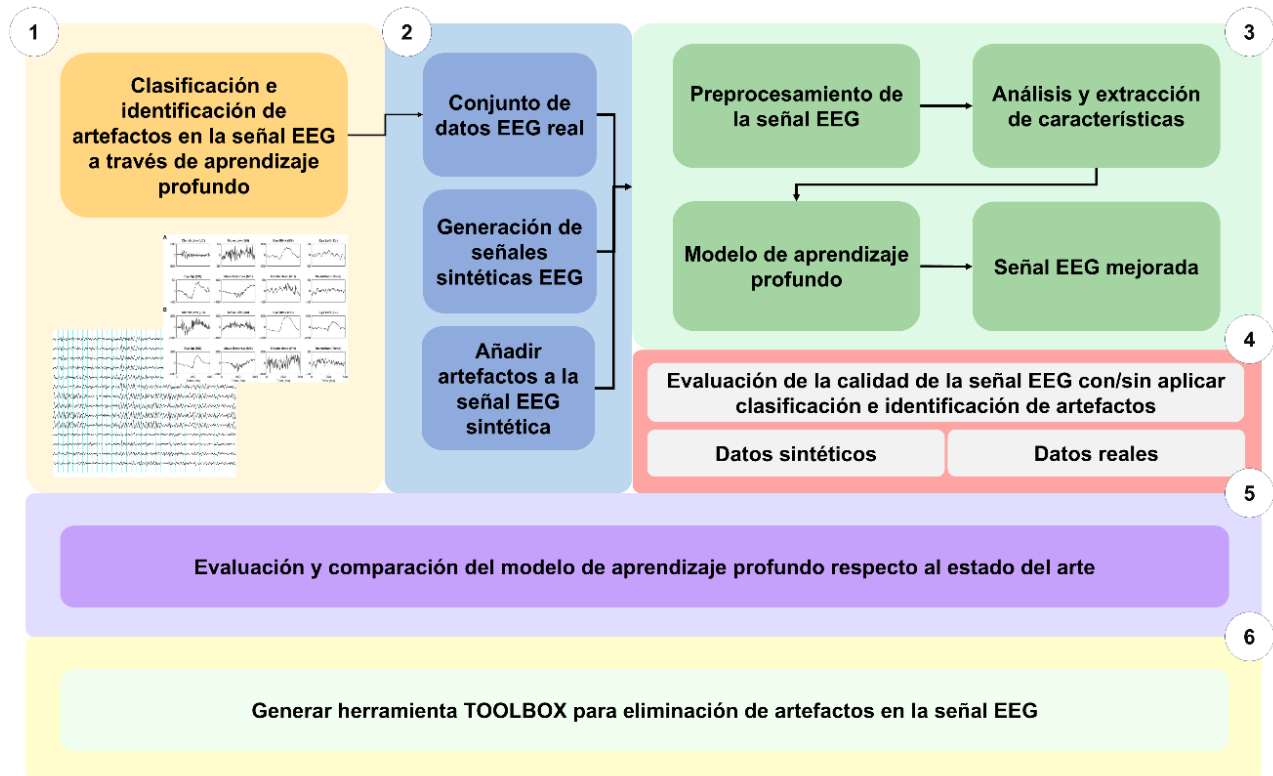 1
Clasificación e
identificación de
artefactos en la señal EEG
a través de aprendizaje
profundo
A
B
2
Conjunto de
datos EEG real
Generación de
señales
sintéticas EEG
Añadir
artefactos a la
señal EEG
sintética
3
Preprocesamiento de
la señal EEG
Análisis y extracción
de características
Modelo de aprendizaje
profundo
Señal EEG mejorada
4
Evaluación de la calidad de la señal EEG con/sin aplicar
clasificación e identificación de artefactos
Datos sintéticos
Datos reales
5
Evaluación y comparación del modelo de aprendizaje profundo respecto al estado del arte
6
Generar herramienta TOOLBOX para eliminación de artefactos en la señal EEG